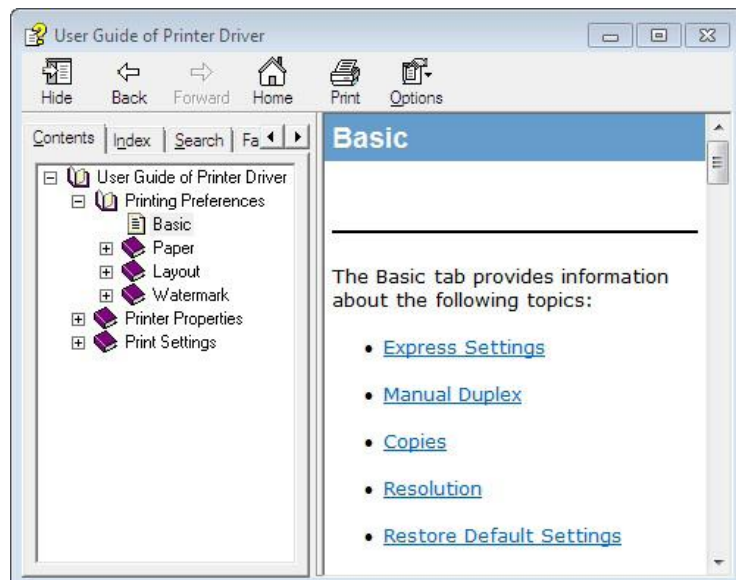 User Guide of Printer Driver
Hide Back Forward Home Print Options
Contents Index Search Fa
User Guide of Printer Driver
Printing Preferences
Basic
Paper
Layout
Watermark
Printer Properties
Print Settings
Basic
The Basic tab provides information
about the following topics:
• Express Settings
• Manual Duplex
• Copies
• Resolution
• Restore Default Settings